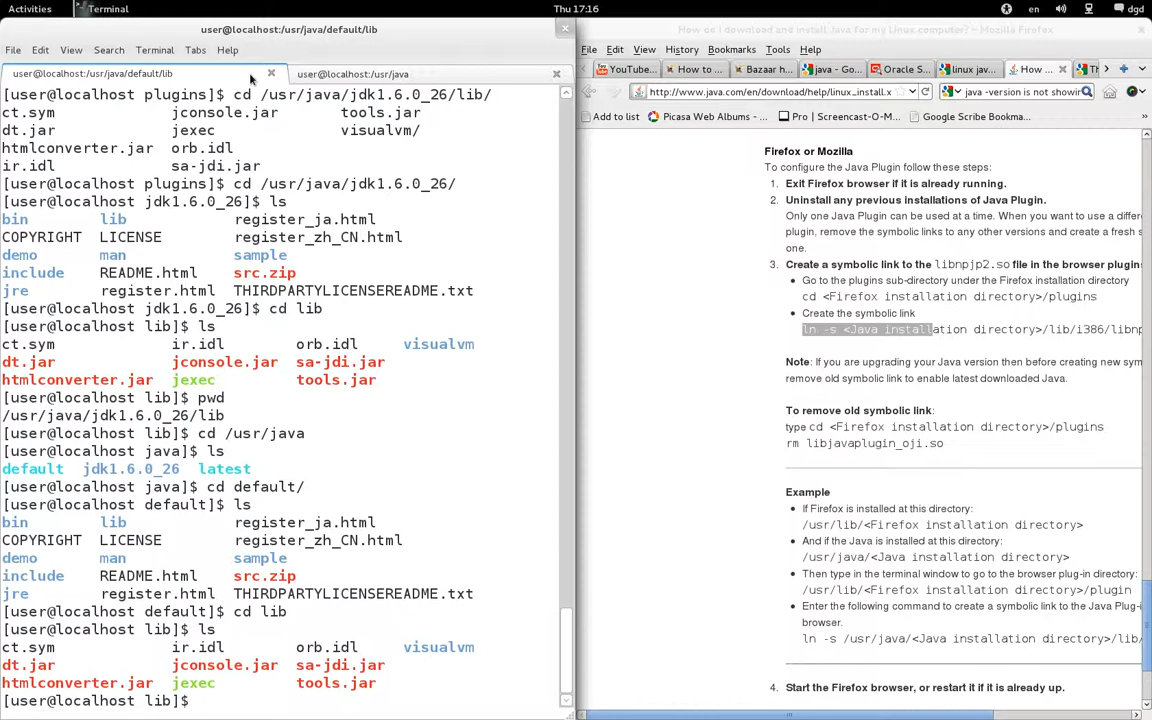 Activities Terminal Thu 17:16 en dgd
user@localhost:/usr/java/default/lib
File Edit View Search Terminal Tabs Help
user@localhost:/usr/java/default/lib
user@localhost:/usr/java
[user@localhost plugins]$ cd /usr/java/jdk1.6.0_26/lib/
ct.sym jconsole.jar tools.jar
dt.jar jexec visualvm/
htmlconverter.jar orb.idl
ir.idl sa-jdi.jar
[user@localhost plugins]$ cd /usr/java/jdk1.6.0_26/
[user@localhost jdk1.6.0_26]$ ls
bin lib register_ja.html
COPYRIGHT LICENSE register_zh_CN.html
demo man sample
include README.html src.zip
jre register.html THIRDPARTYLICENSEREADME.txt
[user@localhost jdk1.6.0_26]$ cd lib
[user@localhost lib]$ ls
ct.sym ir.idl orb.idl visualvm
dt.jar jconsole.jar sa-jdi.jar
htmlconverter.jar jexec tools.jar
[user@localhost lib]$ pwd
/usr/java/jdk1.6.0_26/lib
[user@localhost lib]$ cd /usr/java
[user@localhost java]$ ls
default jdk1.6.0_26 latest
[user@localhost java]$ cd default/
[user@localhost default]$ ls
bin lib register_ja.html
COPYRIGHT LICENSE register_zh_CN.html
demo man sample
include README.html src.zip
jre register.html THIRDPARTYLICENSEREADME.txt
[user@localhost default]$ cd lib
[user@localhost lib]$ ls
ct.sym ir.idl orb.idl visualvm
dt.jar jconsole.jar sa-jdi.jar
htmlconverter.jar jexec tools.jar
[user@localhost lib]$
How do I download and install Java for my Linux computer? - Mozilla Firefox
File Edit View History Bookmarks Tools Help
YouTube... How to ... Bazaar h... java - Go... Oracle S... linux jav... How ... Th
http://www.java.com/en/download/help/linux_install.x java -version is not showir
Add to list Picasa Web Albums - ... Pro | Screencast-O-M... Google Scribe Bookma...
Firefox or Mozilla
To configure the Java Plugin follow these steps:
1. Exit Firefox browser if it is already running.
2. Uninstall any previous installations of Java Plugin.
Only one Java Plugin can be used at a time. When you want to use a differe
plugin, remove the symbolic links to any other versions and create a fresh s
one.
3. Create a symbolic link to the libnpjp2.so file in the browser plugin
Go to the plugins sub-directory under the Firefox installation directory
cd <Firefox installation directory>/plugins
Create the symbolic link
ln -s <Java installation directory>/lib/i386/libnp
Note: If you are upgrading your Java version then before creating new sym
remove old symbolic link to enable latest downloaded Java.
To remove old symbolic link:
type cd <Firefox installation directory>/plugins
rm libjavaplugin_oji.so
Example
If Firefox is installed at this directory:
/usr/lib/<Firefox installation directory>
And if the Java is installed at this directory:
/usr/java/<Java installation directory>
Then type in the terminal window to go to the browser plug-in directory:
/usr/lib/<Firefox installation directory>/plugin
Enter the following command to create a symbolic link to the Java Plug-i
browser.
ln -s /usr/java/<Java installation directory>/lib/
4. Start the Firefox browser, or restart it if it is already up.